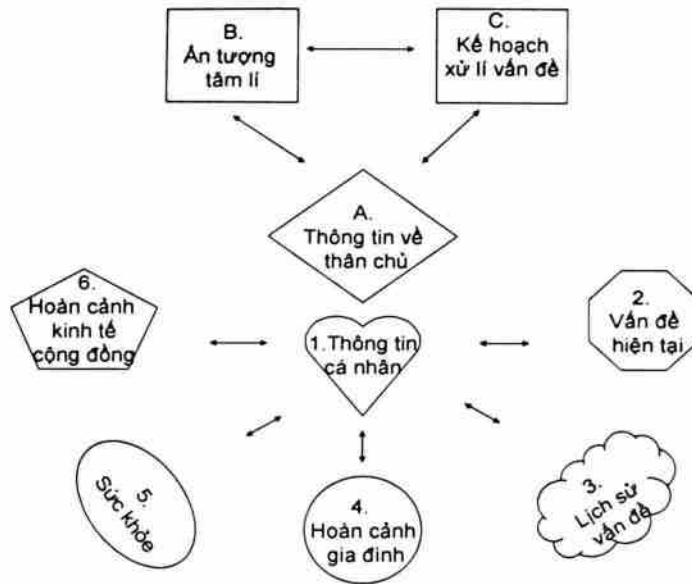 B.
Ấn tượng
tâm lí
C.
Kế hoạch
xử lí vấn đề
A.
Thông tin về
thân chủ
6.
Hoàn cảnh
kinh tế
cộng đồng
1.Thông tin
cá nhân
2.
Vấn đề
hiện tại
5.
Sức khỏe
4.
Hoàn cảnh
gia đinh
3.
Lịch sử
vấn đề